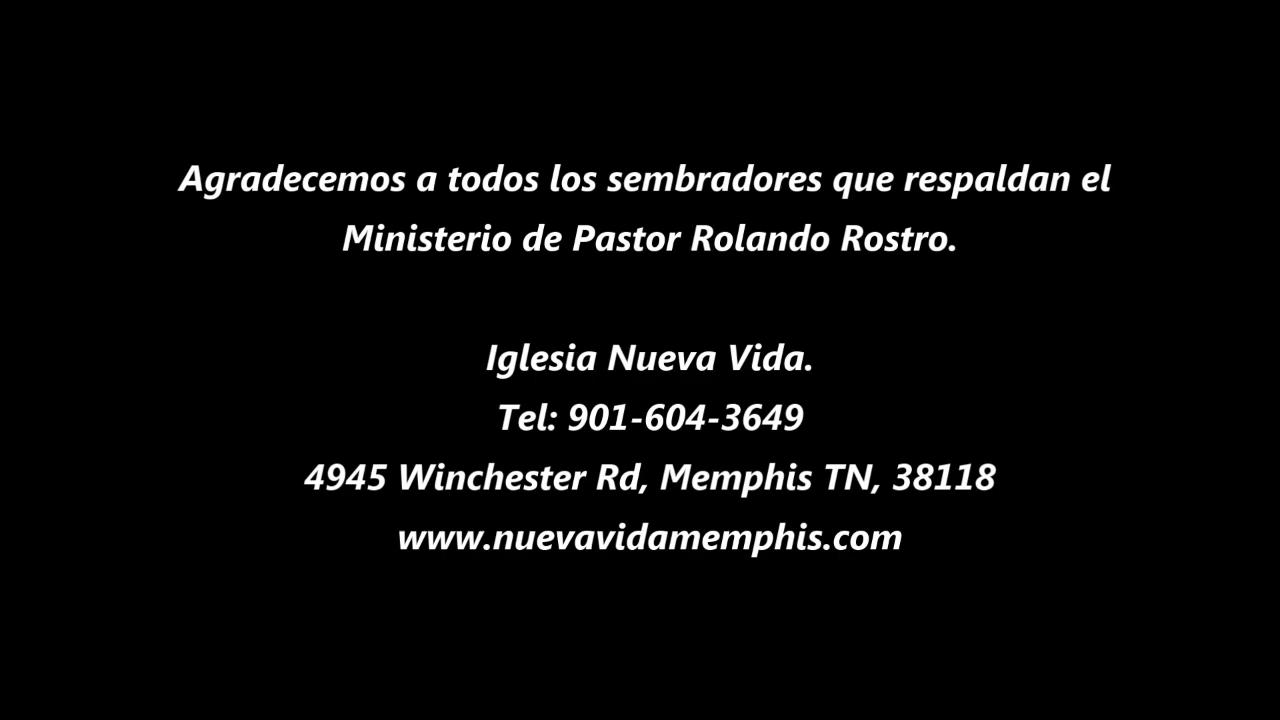 Agradecemos a todos los sembradores que respaldan el
Ministerio de Pastor Rolando Rostro.
Iglesia Nueva Vida.
Tel: 901-604-3649
4945 Winchester Rd, Memphis TN, 38118
www.nuevavidamemphis.com